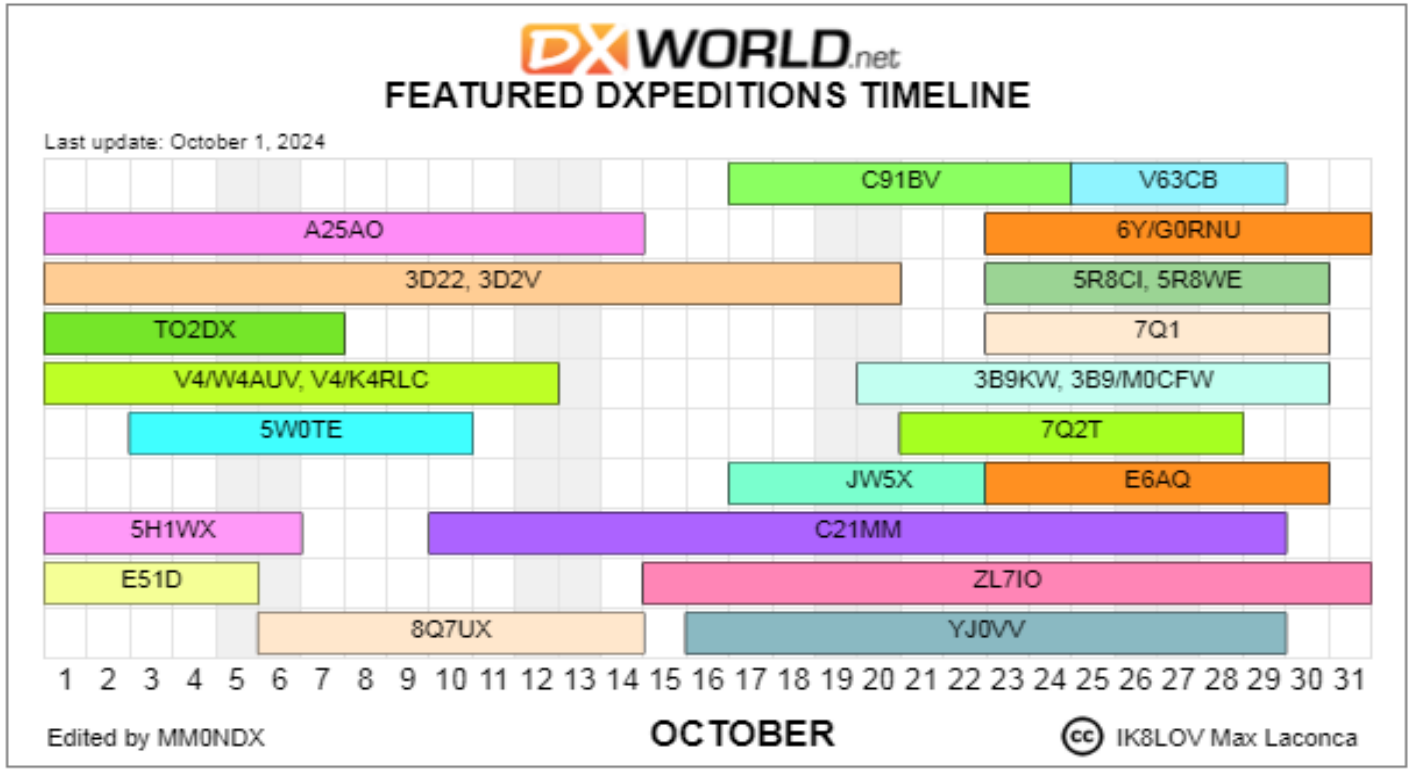 DX WORLD.net
FEATURED DXPEDITIONS TIMELINE
Last update: October 1, 2024
C91BV V63CB
A25AO 6Y/G0RNU
3D22, 3D2V 5R8CI, 5R8WE
TO2DX 7Q1
V4/W4AUV, V4/K4RLC 3B9KW, 3B9/M0CFW
5W0TE 7Q2T
JW5X E6AQ
5H1WX C21MM
E51D ZL7IO
8Q7UX YJ0VV
1 2 3 4 5 6 7 8 9 10 11 12 13 14 15 16 17 18 19 20 21 22 23 24 25 26 27 28 29 30 31
Edited by MM0NDX OCTOBER cc IK8LOV Max Laconca